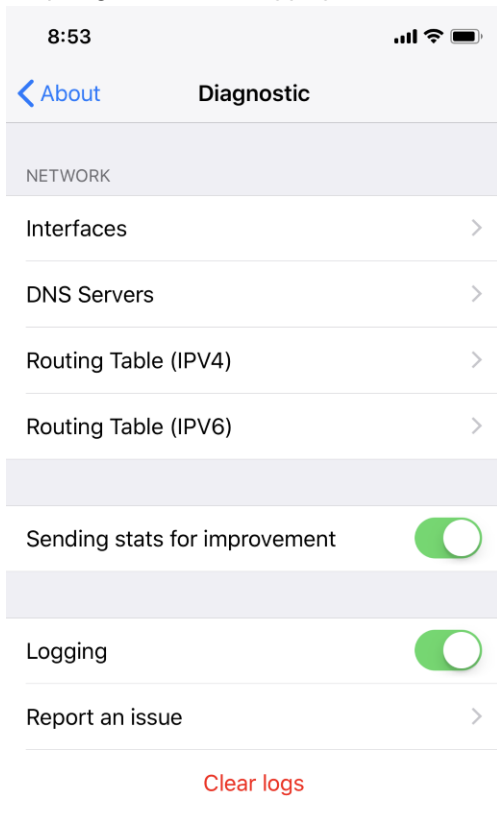 8:53
About
Diagnostic
NETWORK
Interfaces
DNS Servers
Routing Table (IPV4)
Routing Table (IPV6)
Sending stats for improvement
Logging
Report an issue
Clear logs